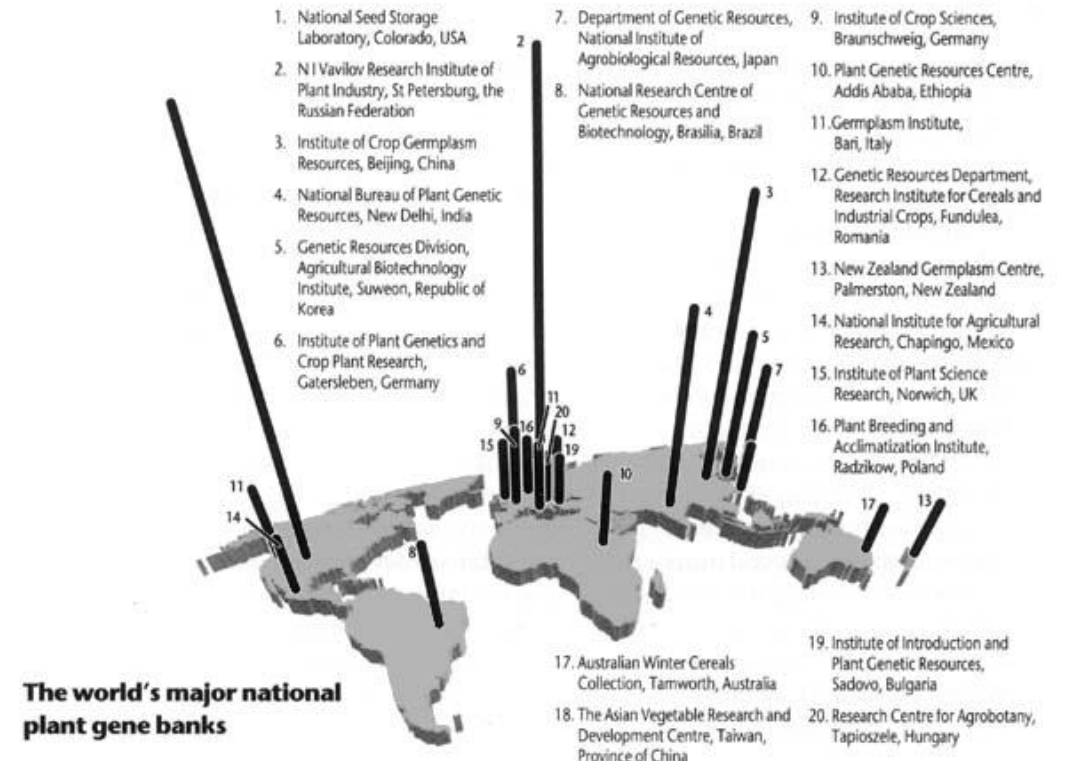 1. National Seed Storage
Laboratory, Colorado, USA
2. N I Vavilov Research Institute of
Plant Industry, St Petersburg, the
Russian Federation
3. Institute of Crop Germplasm
Resources, Beijing, China
4. National Bureau of Plant Genetic
Resources, New Delhi, India
5. Genetic Resources Division,
Agricultural Biotechnology
Institute, Suweon, Republic of
Korea
6. Institute of Plant Genetics and
Crop Plant Research,
Gatersleben, Germany
7. Department of Genetic Resources,
National Institute of
Agrobiological Resources, Japan
8. National Research Centre of
Genetic Resources and
Biotechnology, Brasilia, Brazil
9. Institute of Crop Sciences,
Braunschweig, Germany
10. Plant Genetic Resources Centre,
Addis Ababa, Ethiopia
11.Germplasm Institute,
Bari, Italy
12. Genetic Resources Department,
Research Institute for Cereals and
Industrial Crops, Fundulea,
Romania
13. New Zealand Germplasm Centre,
Palmerston, New Zealand
14. National Institute for Agricultural
Research, Chapingo, Mexico
15. Institute of Plant Science
Research, Norwich, UK
16. Plant Breeding and
Acclimatization Institute,
Radzikow, Poland
2
3
4
5
6
7
11
20
9
16
12
15
19
10
11
14
8
17
13
The world's major national
plant gene banks
17. Australian Winter Cereals
Collection, Tamworth, Australia
18. The Asian Vegetable Research and
Development Centre, Taiwan,
Province of China
19. Institute of Introduction and
Plant Genetic Resources,
Sadovo, Bulgaria
20. Research Centre for Agrobotany,
Tapioszele, Hungary